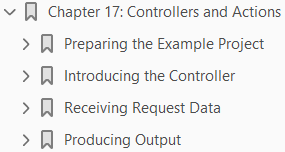 Chapter 17: Controllers and Actions
Preparing the Example Project
Introducing the Controller
Receiving Request Data
Producing Output